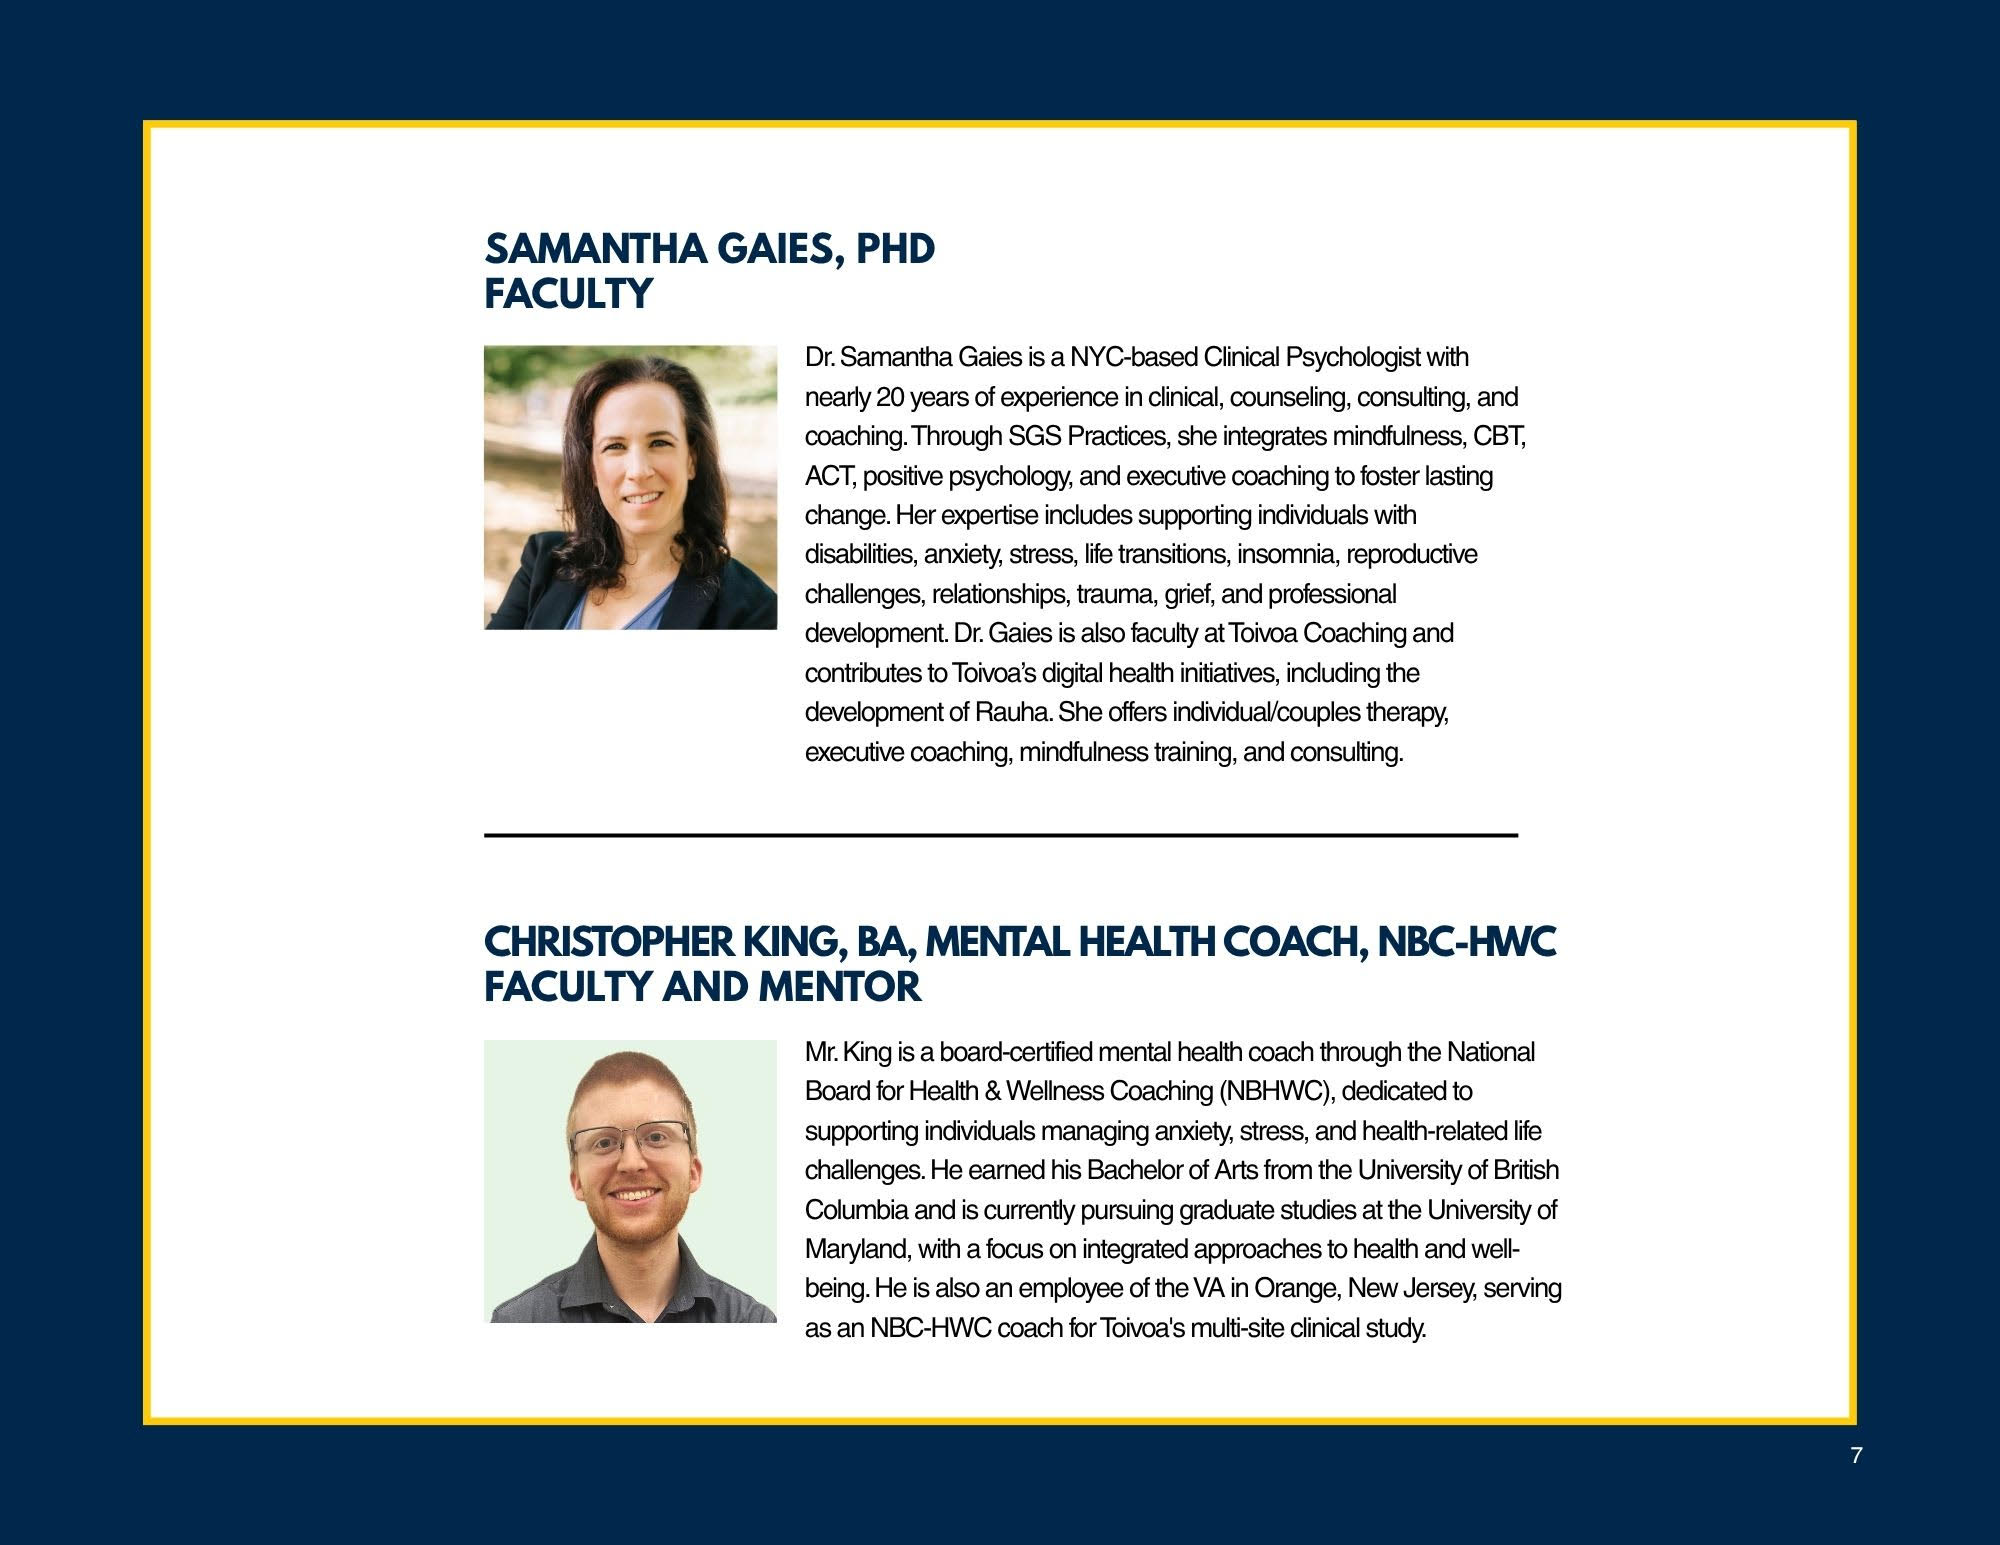 SAMANTHA GAIES, PHD
FACULTY
Dr. Samantha Gaies is a NYC-based Clinical Psychologist with
nearly 20 years of experience in clinical, counseling, consulting, and
coaching. Through SGS Practices, she integrates mindfulness, CBT,
ACT, positive psychology, and executive coaching to foster lasting
change. Her expertise includes supporting individuals with
disabilities, anxiety, stress, life transitions, insomnia, reproductive
challenges, relationships, trauma, grief, and professional
development. Dr. Gaies is also faculty at Toivoa Coaching and
contributes to Toivoa’s digital health initiatives, including the
development of Rauha. She offers individual/couples therapy,
executive coaching, mindfulness training, and consulting.
CHRISTOPHER KING, BA, MENTAL HEALTH COACH, NBC-HWC
FACULTY AND MENTOR
Mr. King is a board-certified mental health coach through the National
Board for Health & Wellness Coaching (NBHWC), dedicated to
supporting individuals managing anxiety, stress, and health-related life
challenges. He earned his Bachelor of Arts from the University of British
Columbia and is currently pursuing graduate studies at the University of
Maryland, with a focus on integrated approaches to health and well-
being. He is also an employee of the VA in Orange, New Jersey, serving
as an NBC-HWC coach for Toivoa's multi-site clinical study.
7